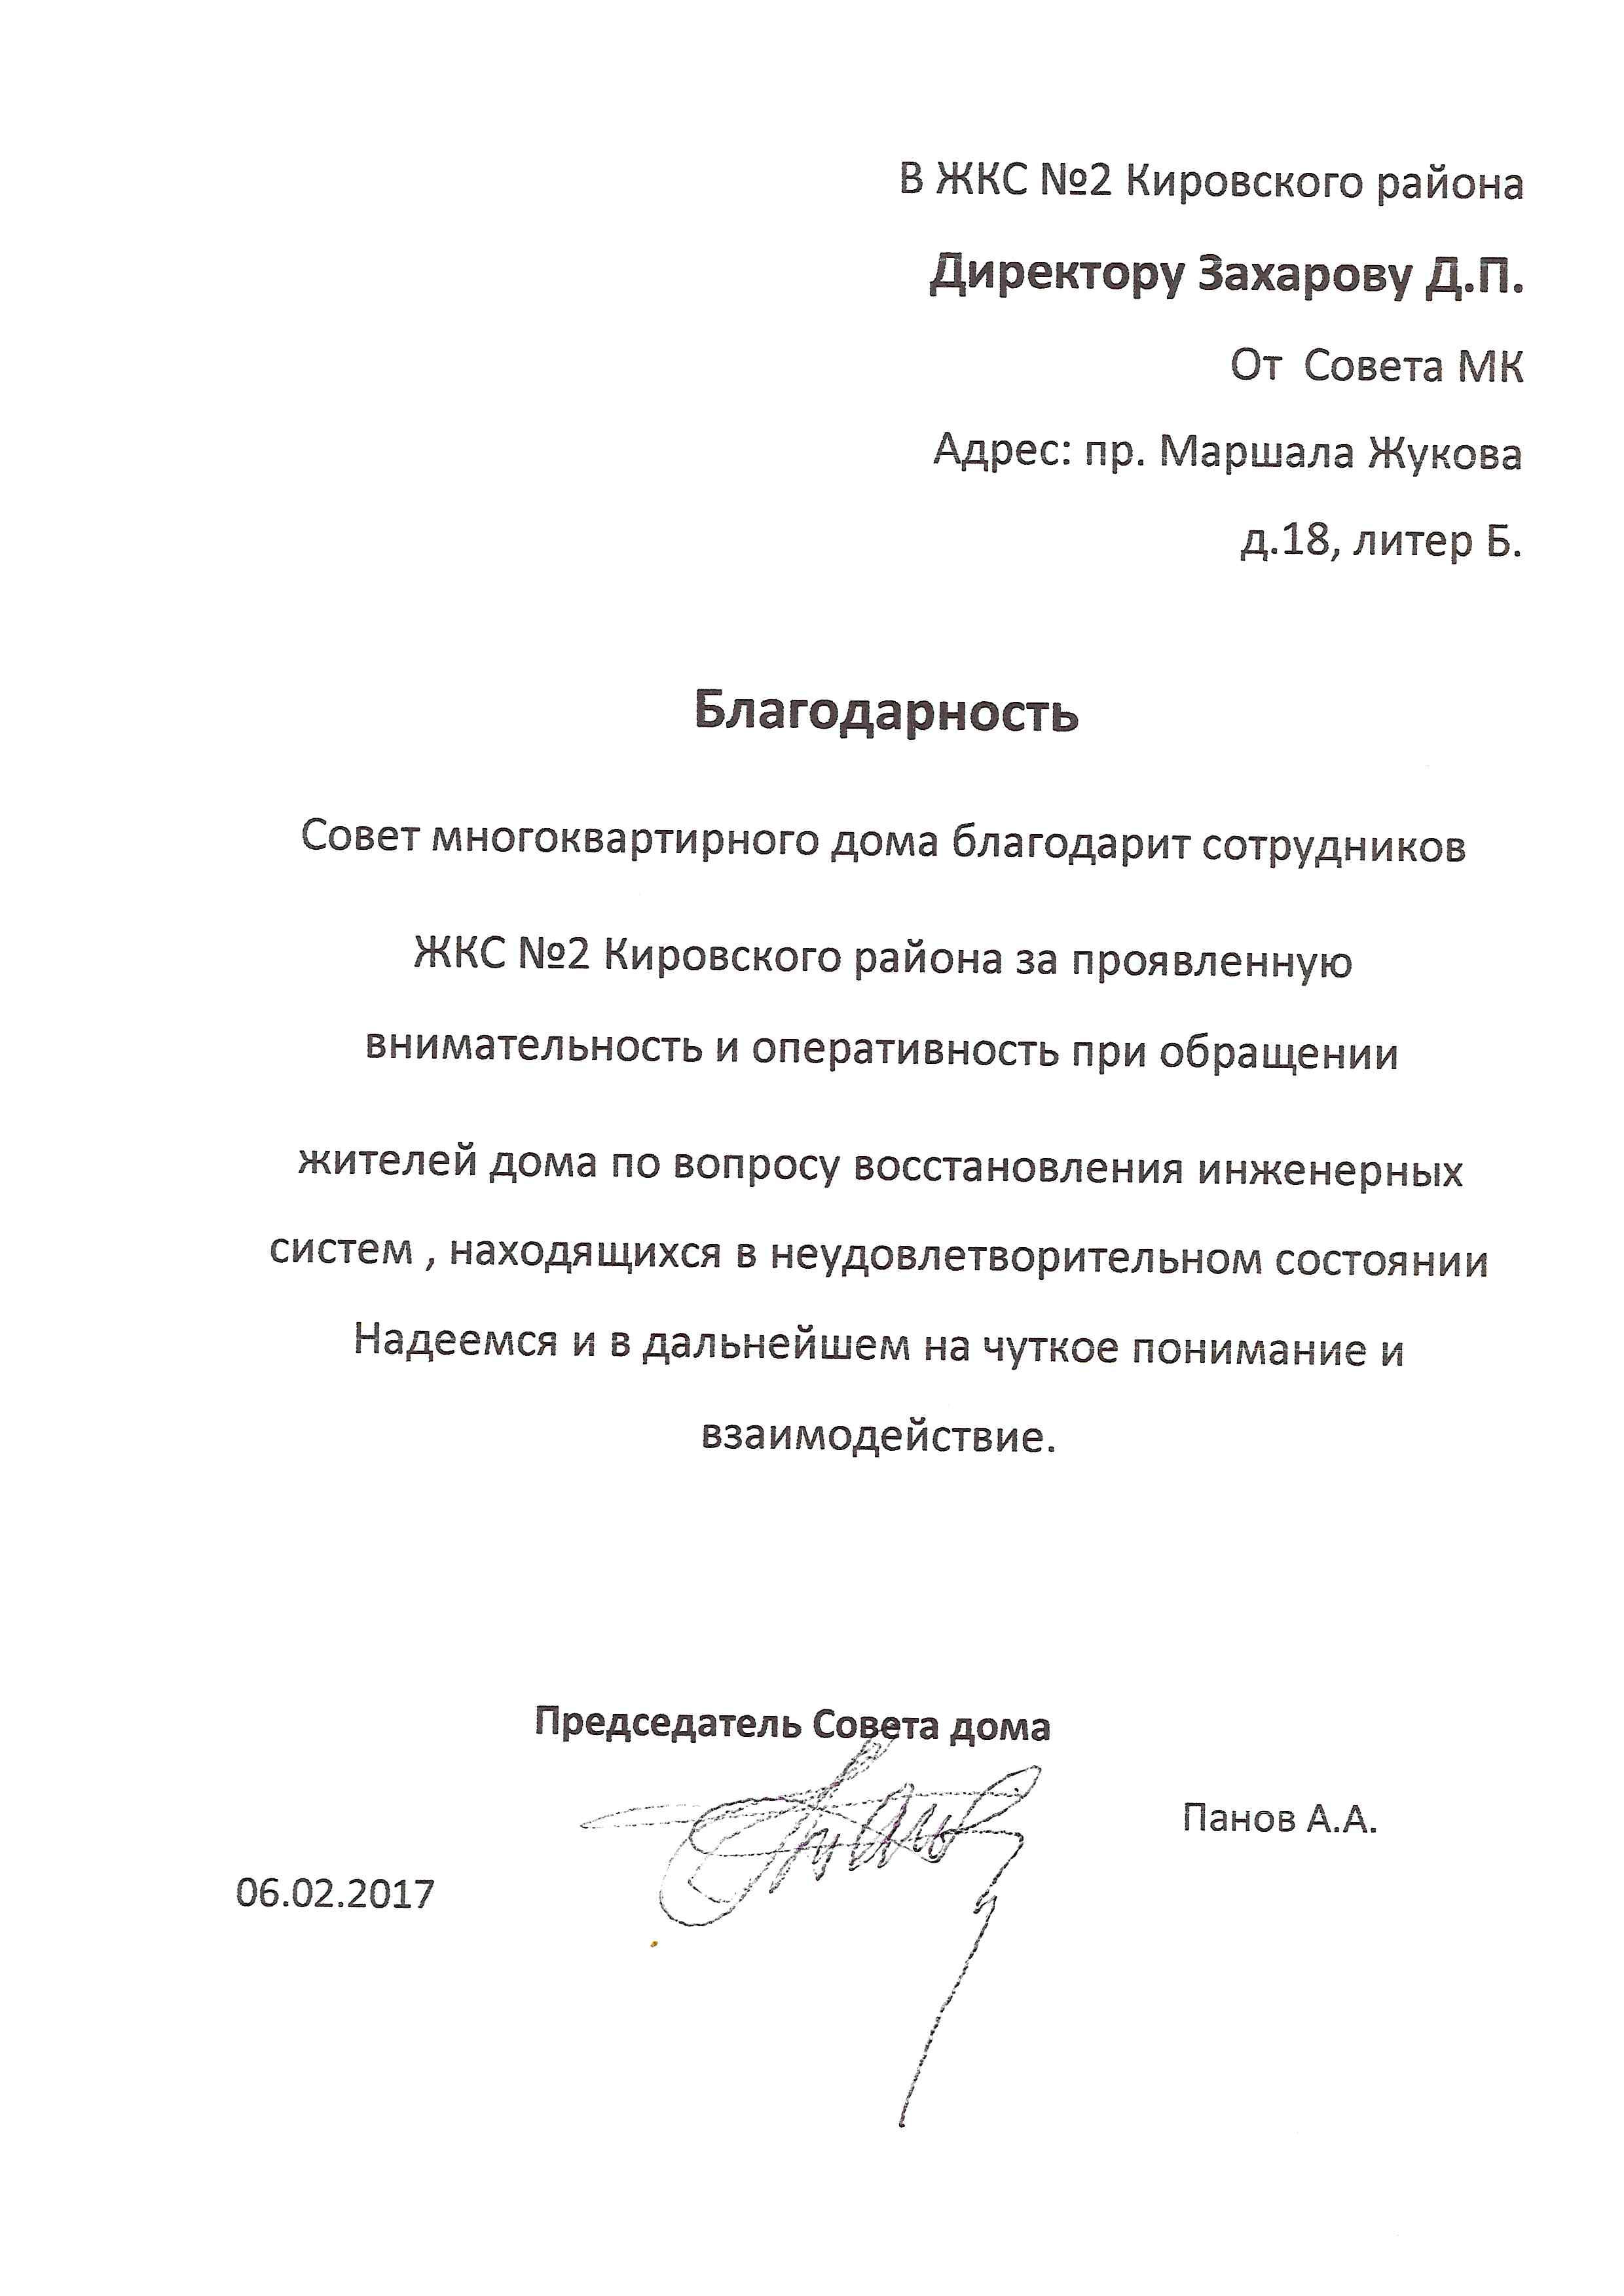 В ЖКС №2 Кировского района
Директору Захарову Д.П.
От  Совета МК
Адрес: пр. Маршала Жукова
д.18, литер Б.
Благодарность
Совет многоквартирного дома благодарит сотрудников
ЖКС №2 Кировского района за проявленную
внимательность и оперативность при обращении
жителей дома по вопросу восстановления инженерных
систем , находящихся в неудовлетворительном состоянии
Надеемся и в дальнейшем на чуткое понимание и
взаимодействие.
Председатель Совета дома
Панов А.А.
06.02.2017